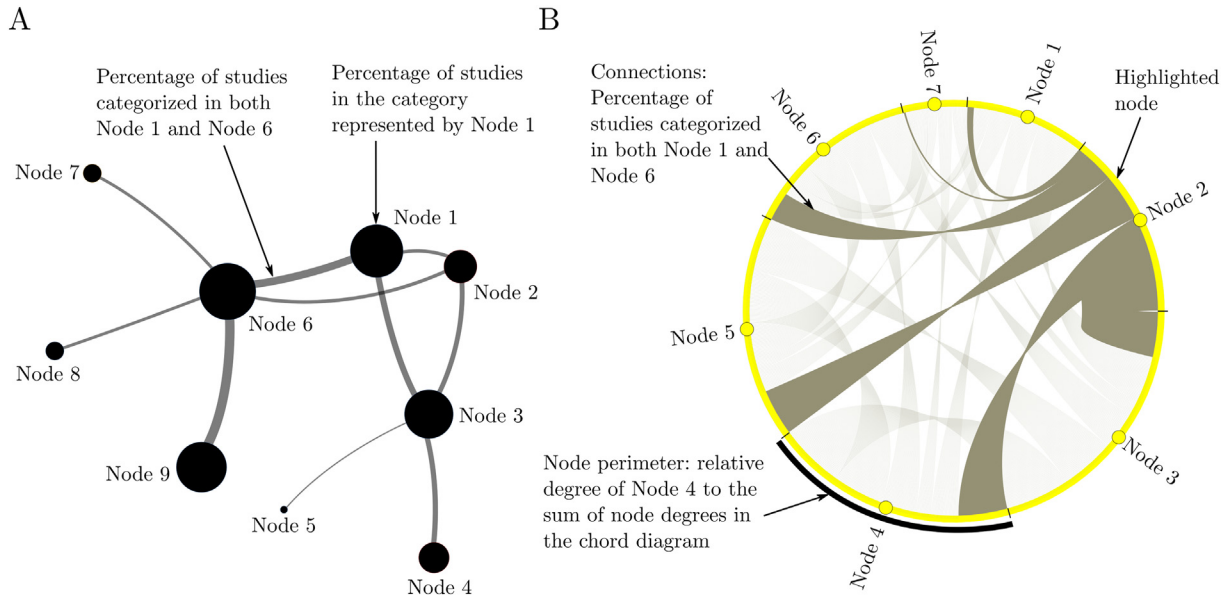 A
Percentage of studies
categorized in both
Node 1 and Node 6
Percentage of studies
in the category
represented by Node 1
Node 7
Node 1
Node 2
Node 6
Node 8
Node 3
Node 9
Node 5
Node 4
B
Connections:
Percentage of
studies categorized
in both Node 1 and
Node 6
Highlighted
node
Node 7
Node 1
Node 6
Node 2
Node 5
Node 3
Node 4
Node perimeter: relative
degree of Node 4 to the
sum of node degrees in
the chord diagram